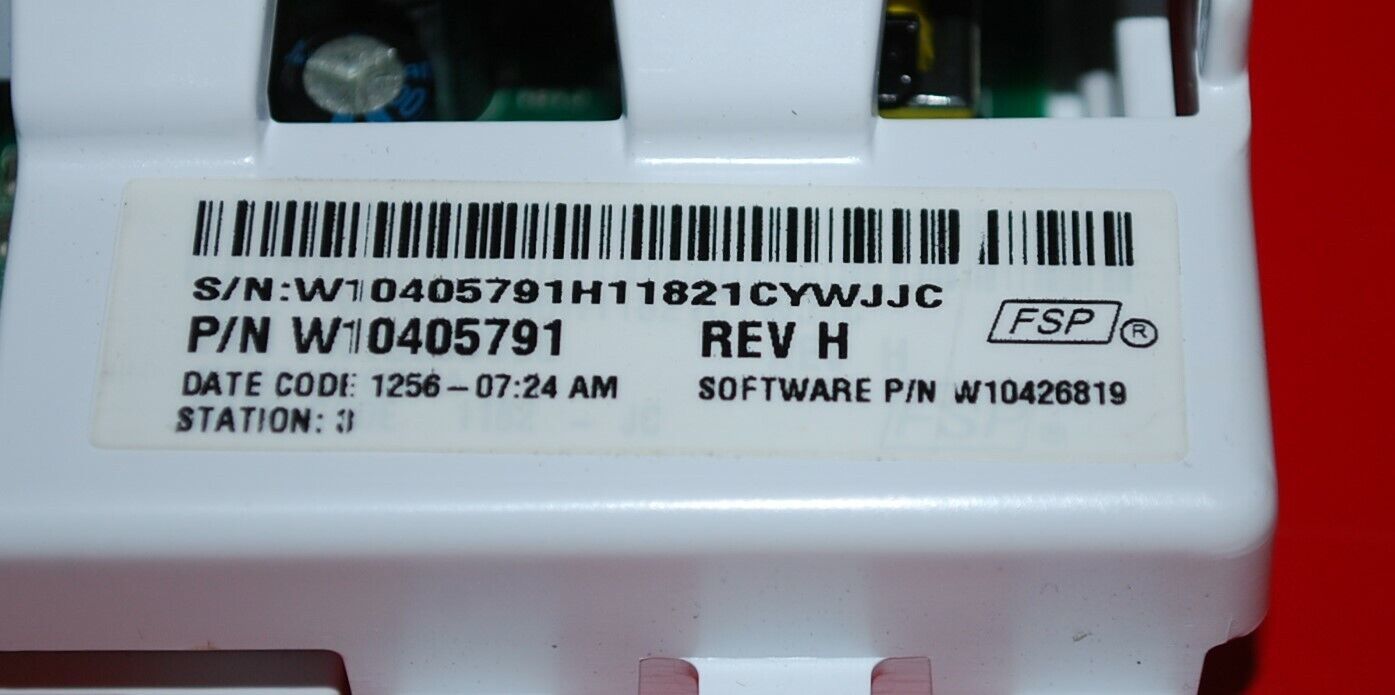 S/N:W10405791H11821CYWJJC
P/N W10405791 REV H FSP ®
DATE CODE 1256-07:24 AM SOFTWARE P/N W10426819
STATION: 3